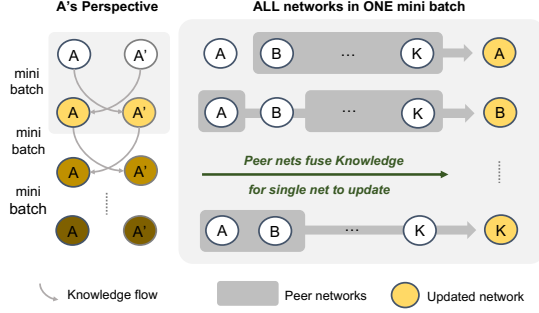 A's Perspective
ALL networks in ONE mini batch
A A'
A B ... K A
mini
batch
A A'
A B ... K B
mini
batch
A A'
Peer nets fuse Knowledge
for single net to update
mini
batch
A A'
A B ... K K
Knowledge flow
Peer networks
Updated network